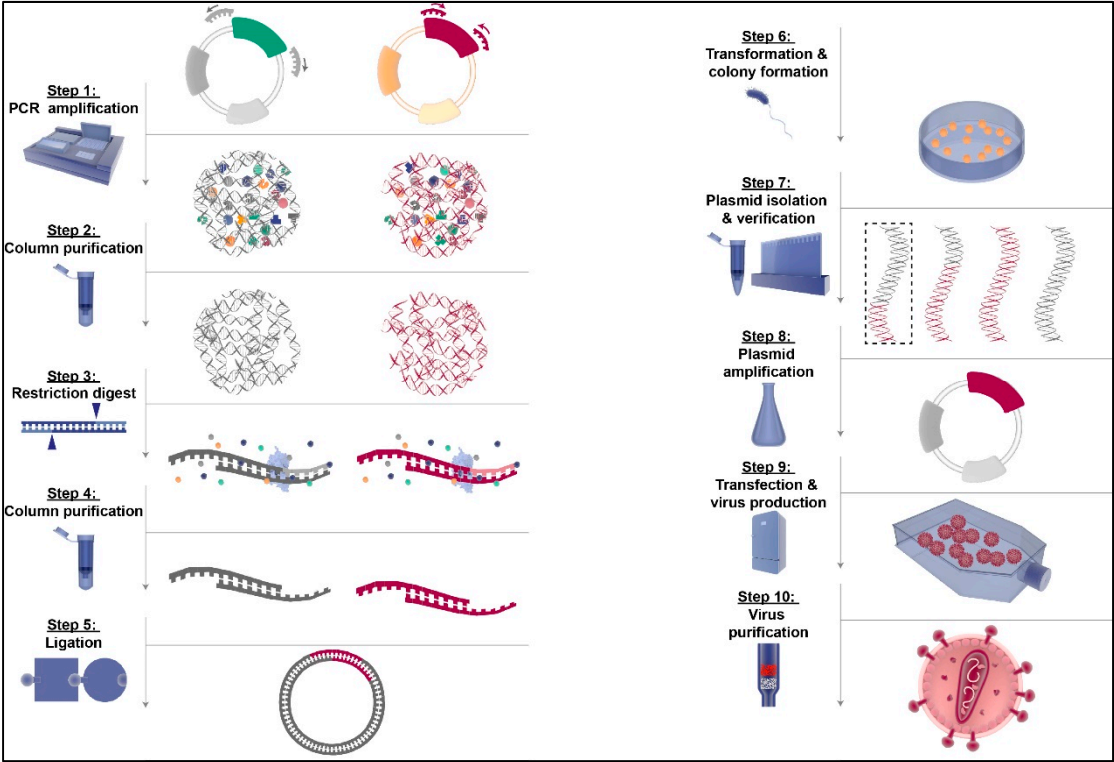 Step 1:
PCR amplification
Step 2:
Column purification
Step 3:
Restriction digest
Step 4:
Column purification
Step 5:
Ligation
Step 6:
Transformation &
colony formation
Step 7:
Plasmid isolation
& verification
Step 8:
Plasmid
amplification
Step 9:
Transfection &
virus production
Step 10:
Virus
purification